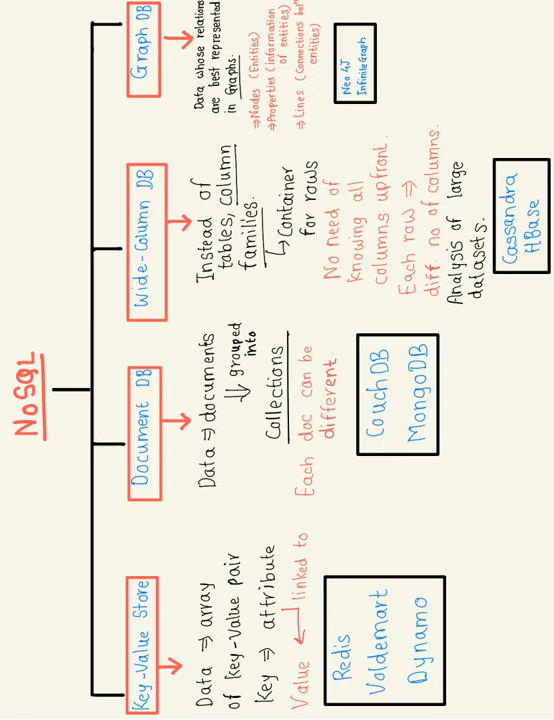 NoSQL
Key-Value Store
Data ⇒ array
of key-value pair
Key ⇒ attribute
Value ← linked to
Redis
Voldemart
Dynamo
Document DB
Data ⇒ documents
⇓ grouped into
Collections
Each doc can be
different.
CouchDB
MongoDB
Wide-Column DB
Instead of
tables, column
families.
↳ Container
for rows
No need of
knowing all
columns upfront.
Each row ⇒
diff. no of columns.
Analysis of large
datasets.
Cassandra
HBase
Graph DB
Data whose relations
are best represented
in Graphs.
⇒ Nodes (Entities)
⇒ Properties (information
of entities)
⇒ Lines (Connections betn
entities)
Neo 4J
InfiniteGraph